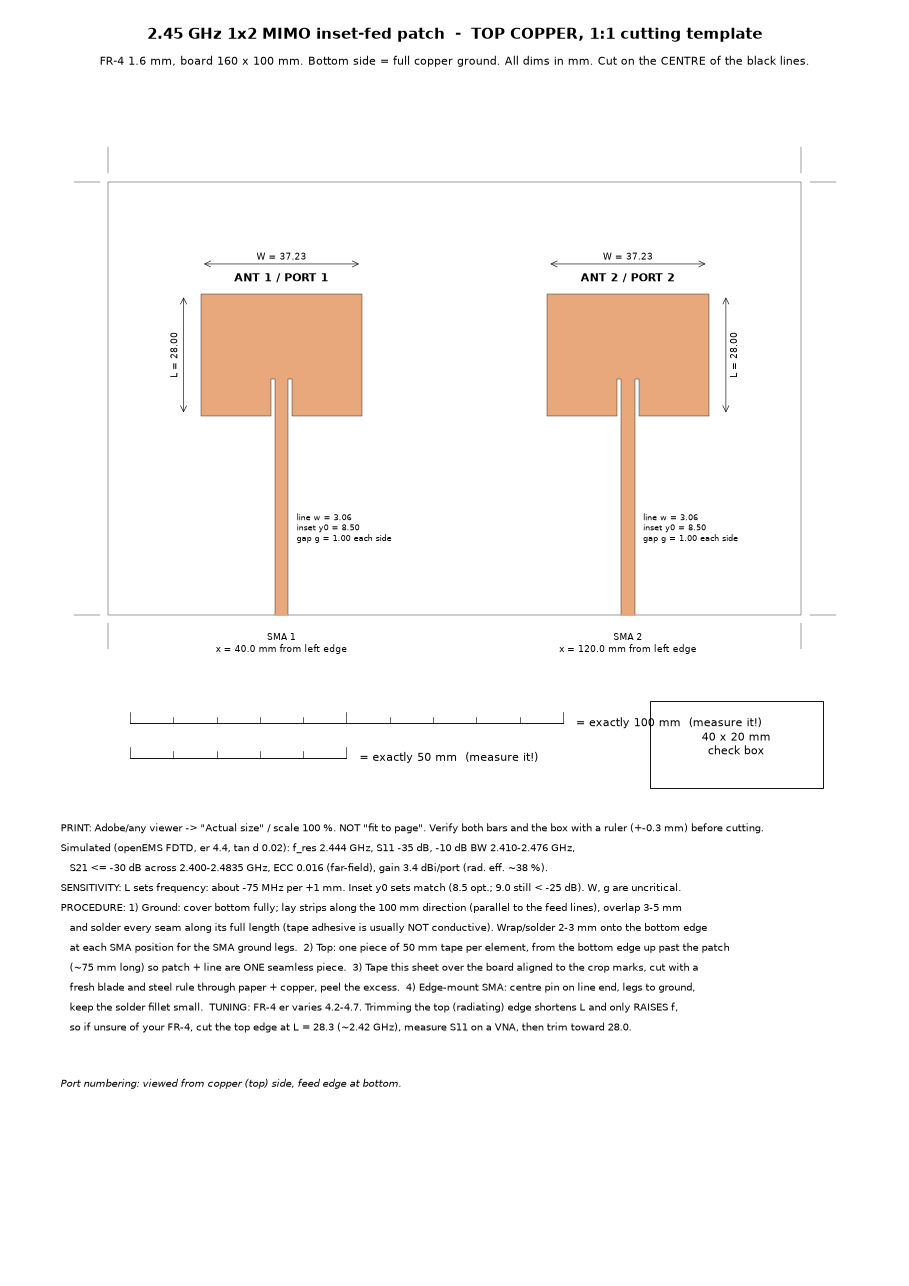 2.45 GHz 1x2 MIMO inset-fed patch  -  TOP COPPER, 1:1 cutting template
FR-4 1.6 mm, board 160 x 100 mm. Bottom side = full copper ground. All dims in mm. Cut on the CENTRE of the black lines.
W = 37.23
W = 37.23
ANT 1 / PORT 1
ANT 2 / PORT 2
L = 28.00
L = 28.00
line w = 3.06
inset y0 = 8.50
gap g = 1.00 each side
line w = 3.06
inset y0 = 8.50
gap g = 1.00 each side
SMA 1
x = 40.0 mm from left edge
SMA 2
x = 120.0 mm from left edge
= exactly 100 mm  (measure it!)
40 x 20 mm
check box
= exactly 50 mm  (measure it!)
PRINT: Adobe/any viewer -> "Actual size" / scale 100 %. NOT "fit to page". Verify both bars and the box with a ruler (+-0.3 mm) before cutting.
Simulated (openEMS FDTD, er 4.4, tan d 0.02): f_res 2.444 GHz, S11 -35 dB, -10 dB BW 2.410-2.476 GHz,
S21 <= -30 dB across 2.400-2.4835 GHz, ECC 0.016 (far-field), gain 3.4 dBi/port (rad. eff. ~38 %).
SENSITIVITY: L sets frequency: about -75 MHz per +1 mm. Inset y0 sets match (8.5 opt.; 9.0 still < -25 dB). W, g are uncritical.
PROCEDURE: 1) Ground: cover bottom fully; lay strips along the 100 mm direction (parallel to the feed lines), overlap 3-5 mm
and solder every seam along its full length (tape adhesive is usually NOT conductive). Wrap/solder 2-3 mm onto the bottom edge
at each SMA position for the SMA ground legs.  2) Top: one piece of 50 mm tape per element, from the bottom edge up past the patch
(~75 mm long) so patch + line are ONE seamless piece.  3) Tape this sheet over the board aligned to the crop marks, cut with a
fresh blade and steel rule through paper + copper, peel the excess.  4) Edge-mount SMA: centre pin on line end, legs to ground,
keep the solder fillet small.  TUNING: FR-4 er varies 4.2-4.7. Trimming the top (radiating) edge shortens L and only RAISES f,
so if unsure of your FR-4, cut the top edge at L = 28.3 (~2.42 GHz), measure S11 on a VNA, then trim toward 28.0.
Port numbering: viewed from copper (top) side, feed edge at bottom.